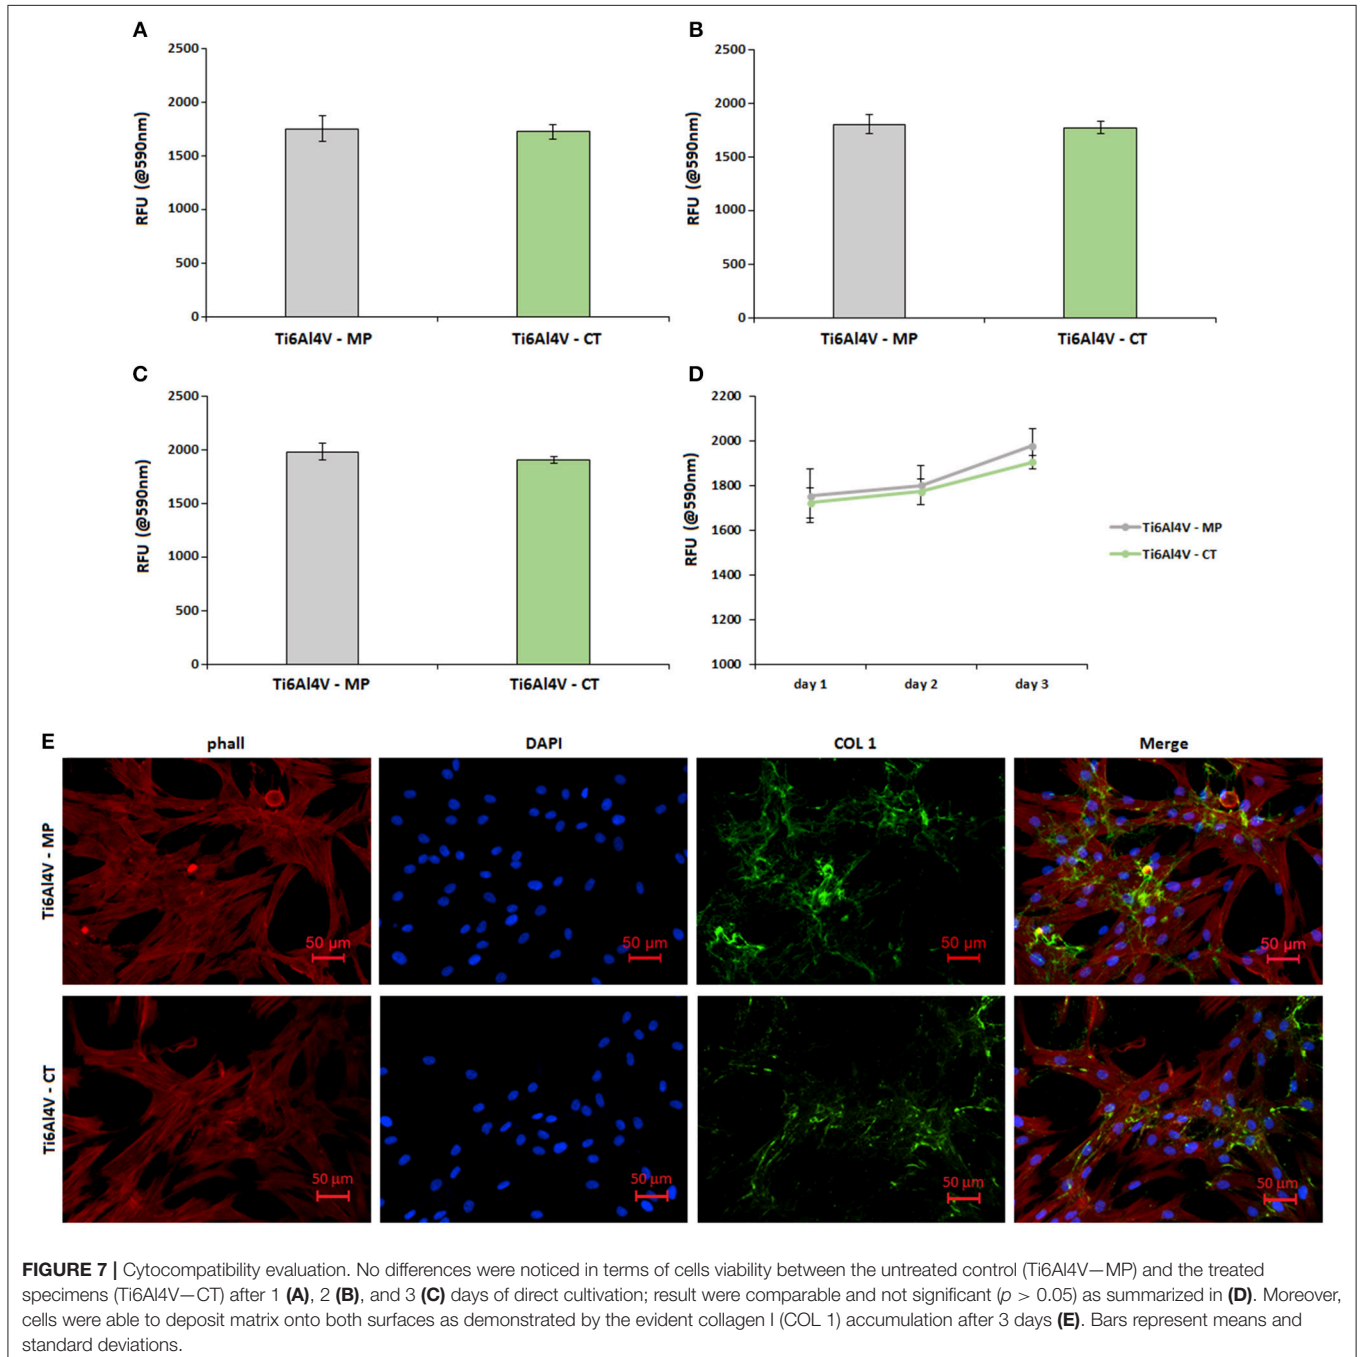 A
2500
2000
1500
1000
500
0
RFU (@590nm)
Ti6Al4V - MP
Ti6Al4V - CT
B
2500
2000
1500
1000
500
0
RFU (@590nm)
Ti6Al4V - MP
Ti6Al4V - CT
C
2500
2000
1500
1000
500
0
RFU (@590nm)
Ti6Al4V - MP
Ti6Al4V - CT
D
2200
2000
1800
1600
1400
1200
1000
RFU (@590nm)
day 1
day 2
day 3
Ti6Al4V - MP
Ti6Al4V - CT
E
phall
DAPI
COL 1
Merge
Ti6Al4V - MP
50 µm
50 µm
50 µm
50 µm
Ti6Al4V - CT
50 µm
50 µm
50 µm
50 µm
FIGURE 7 | Cytocompatibility evaluation. No differences were noticed in terms of cells viability between the untreated control (Ti6Al4V—MP) and the treated
specimens (Ti6Al4V—CT) after 1 (A), 2 (B), and 3 (C) days of direct cultivation; result were comparable and not significant (p > 0.05) as summarized in (D). Moreover,
cells were able to deposit matrix onto both surfaces as demonstrated by the evident collagen I (COL 1) accumulation after 3 days (E). Bars represent means and
standard deviations.